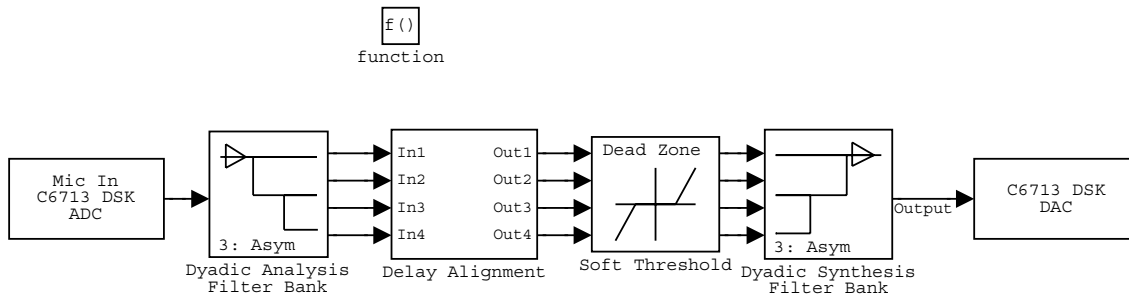 f()
function
Mic In
C6713 DSK
ADC
3: Asym
Dyadic Analysis
Filter Bank
In1
In2
In3
In4
Out1
Out2
Out3
Out4
Delay Alignment
Dead Zone
Soft Threshold
3: Asym
Dyadic Synthesis
Filter Bank
Output
C6713 DSK
DAC